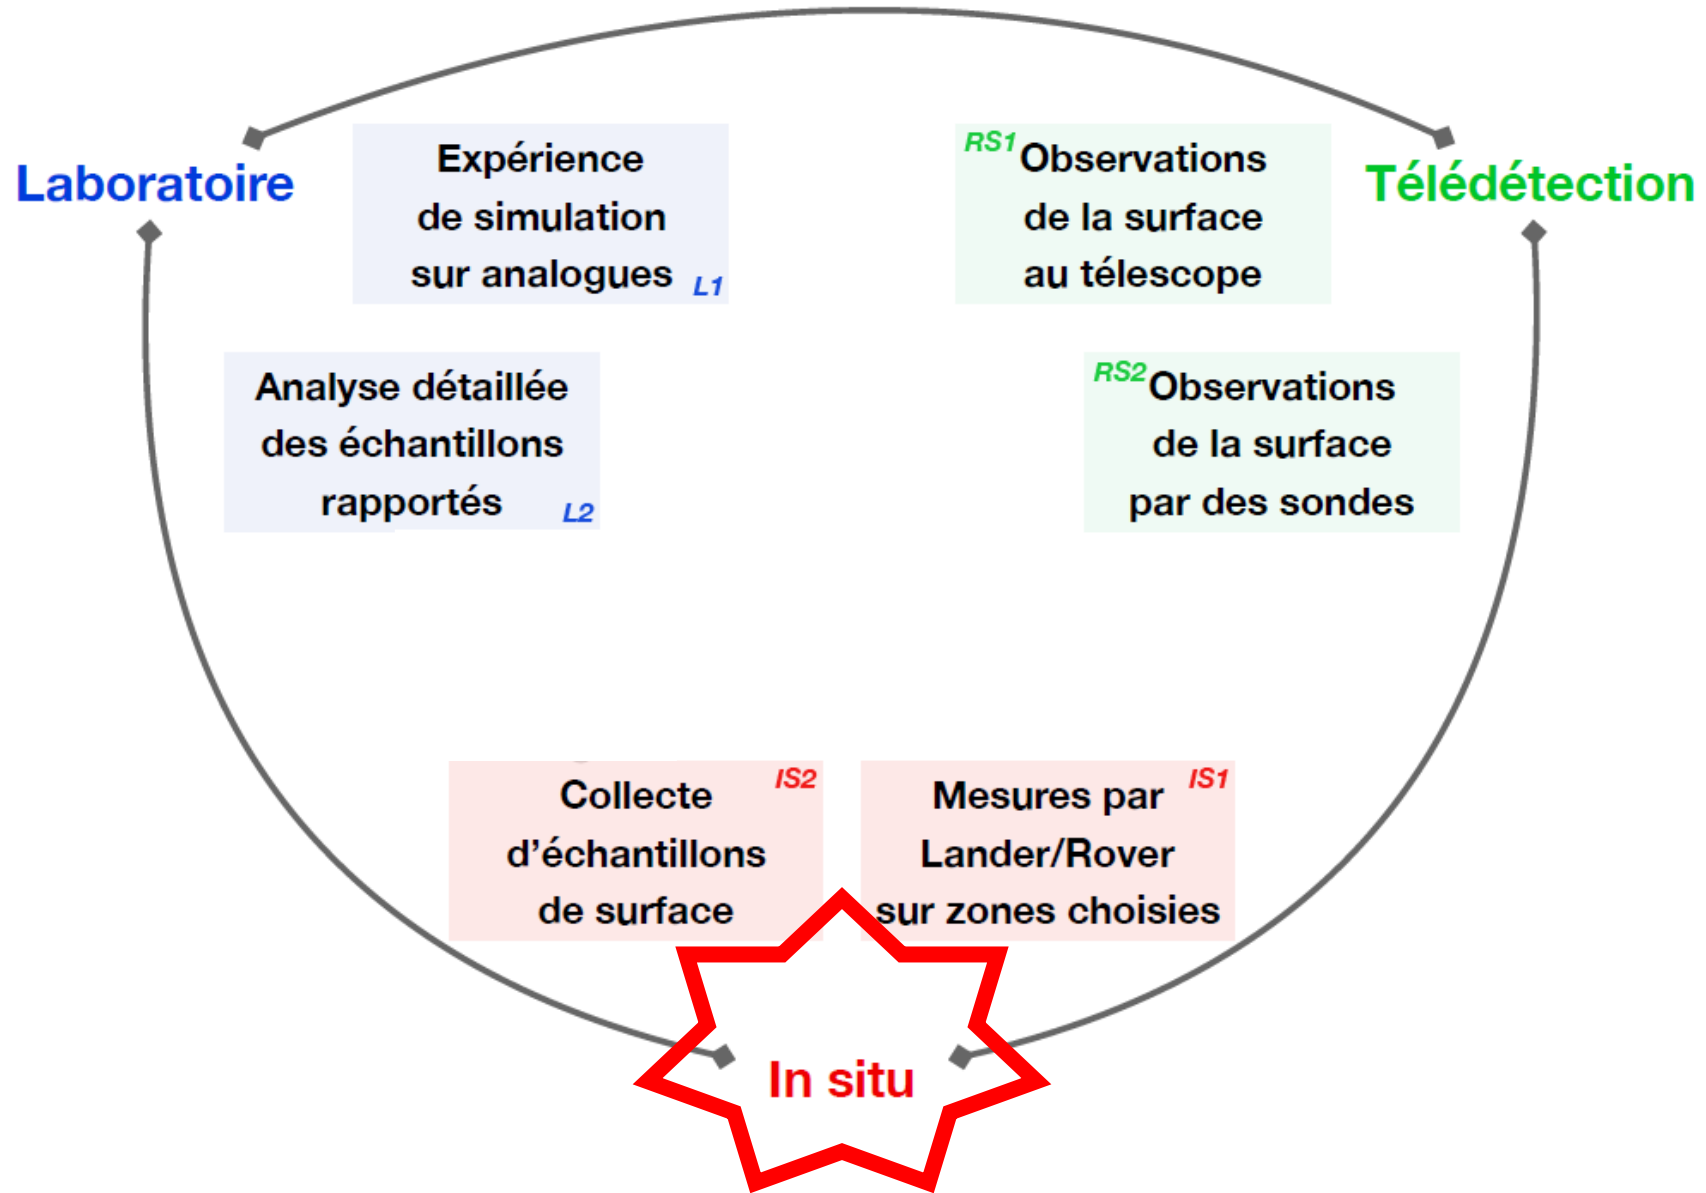 Laboratoire
Expérience
de simulation
sur analogues
L1
Analyse détaillée
des échantillons
rapportés
L2
RS1
Observations
de la surface
au télescope
Télédétection
RS2
Observations
de la surface
par des sondes
IS2
Collecte
d'échantillons
de surface
IS1
Mesures par
Lander/Rover
sur zones choisies
In situ